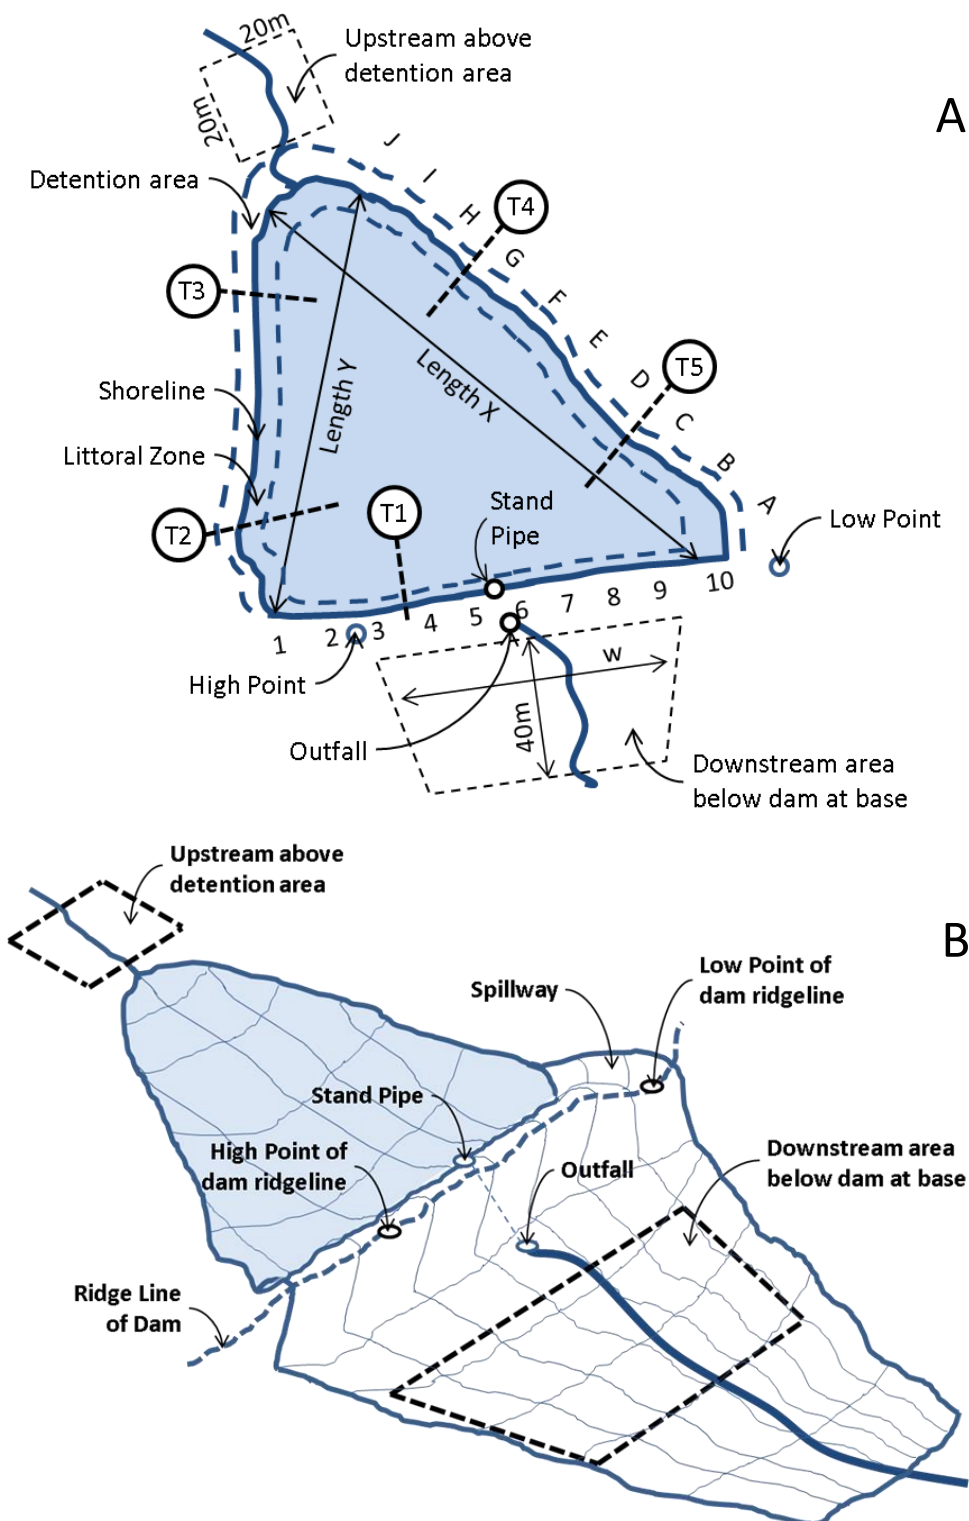 20m
Upstream above
detention area
A
20m
J
Detention area
I
H
T4
G
T3
F
E
Length Y
Length X
D
T5
Shoreline
C
Littoral Zone
B
A
Stand
Pipe
T1
Low Point
T2
1 2 3 4 5 6 7 8 9 10
High Point
w
40m
Outfall
Downstream area
below dam at base
Upstream above
detention area
B
Low Point of
dam ridgeline
Spillway
Stand Pipe
High Point of
dam ridgeline
Outfall
Downstream area
below dam at base
Ridge Line
of Dam